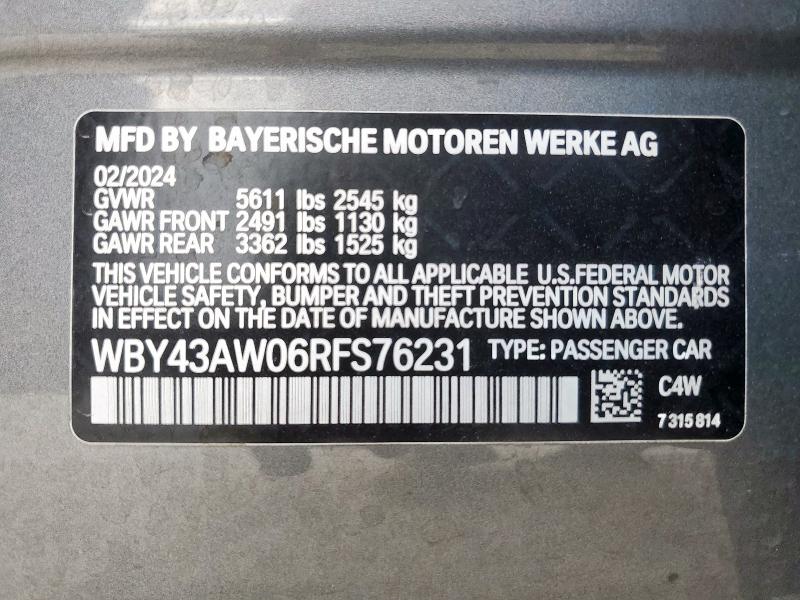 MFD BY BAYERISCHE MOTOREN WERKE AG
02/2024
GVWR 5611 lbs 2545 kg
GAWR FRONT 2491 lbs 1130 kg
GAWR REAR 3362 lbs 1525 kg
THIS VEHICLE CONFORMS TO ALL APPLICABLE U.S.FEDERAL MOTOR
VEHICLE SAFETY, BUMPER AND THEFT PREVENTION STANDARDS
IN EFFECT ON THE DATE OF MANUFACTURE SHOWN ABOVE.
WBY43AW06RFS76231 TYPE: PASSENGER CAR
C4W
7 315 814